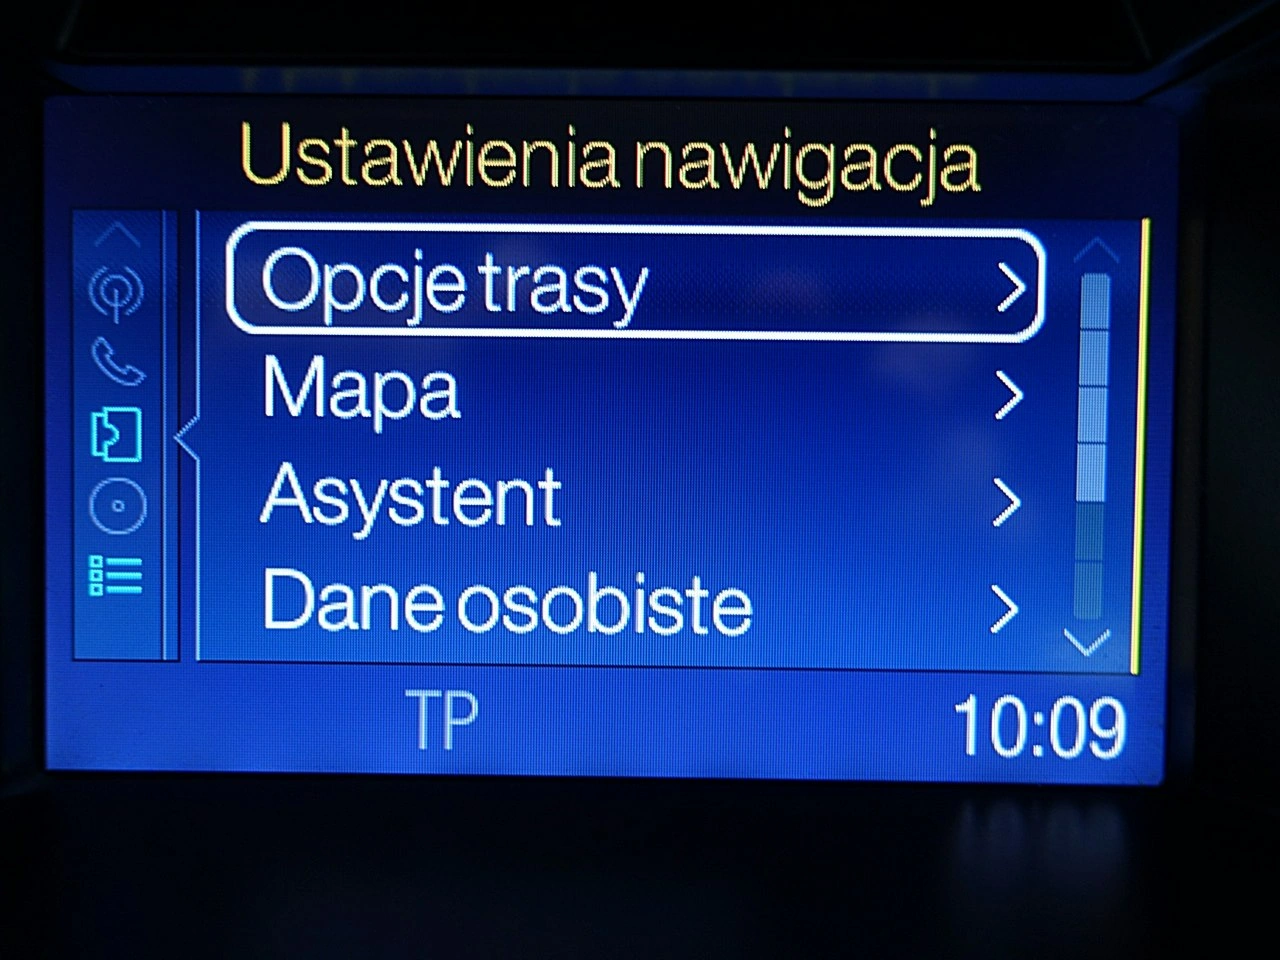 Ustawienia nawigacja
Opcje trasy
Mapa
Asystent
Dane osobiste
TP
10:09